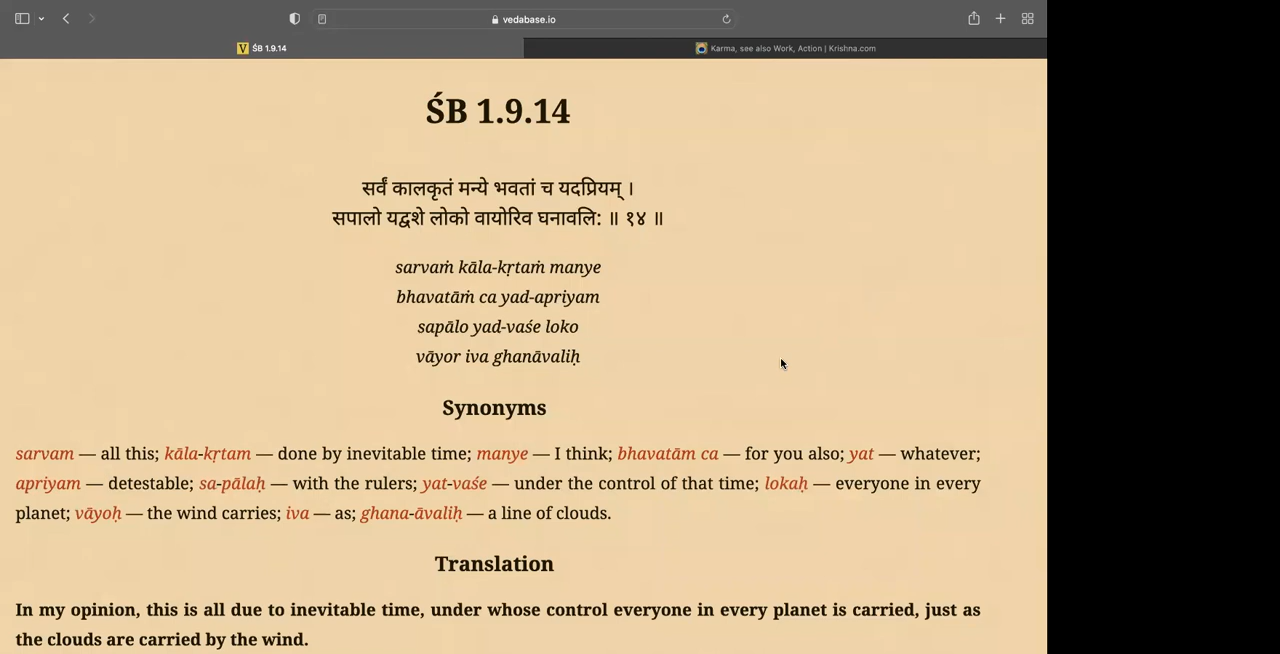 vedabase.io
ŚB 1.9.14
Karma, see also Work, Action | Krishna.com
ŚB 1.9.14
सर्वं कालकृतं मन्ये भवतां च यदप्रियम् ।
सपालो यद्वशे लोको वायोरिव घनावलि: ॥ १४ ॥
sarvaṁ kāla-kṛtaṁ manye
bhavatāṁ ca yad-apriyam
sapālo yad-vaśe loko
vāyor iva ghanāvaliḥ
Synonyms
sarvam — all this; kāla-kṛtam — done by inevitable time; manye — I think; bhavatām ca — for you also; yat — whatever;
apriyam — detestable; sa-pālaḥ — with the rulers; yat-vaśe — under the control of that time; lokaḥ — everyone in every
planet; vāyoḥ — the wind carries; iva — as; ghana-āvaliḥ — a line of clouds.
Translation
In my opinion, this is all due to inevitable time, under whose control everyone in every planet is carried, just as
the clouds are carried by the wind.